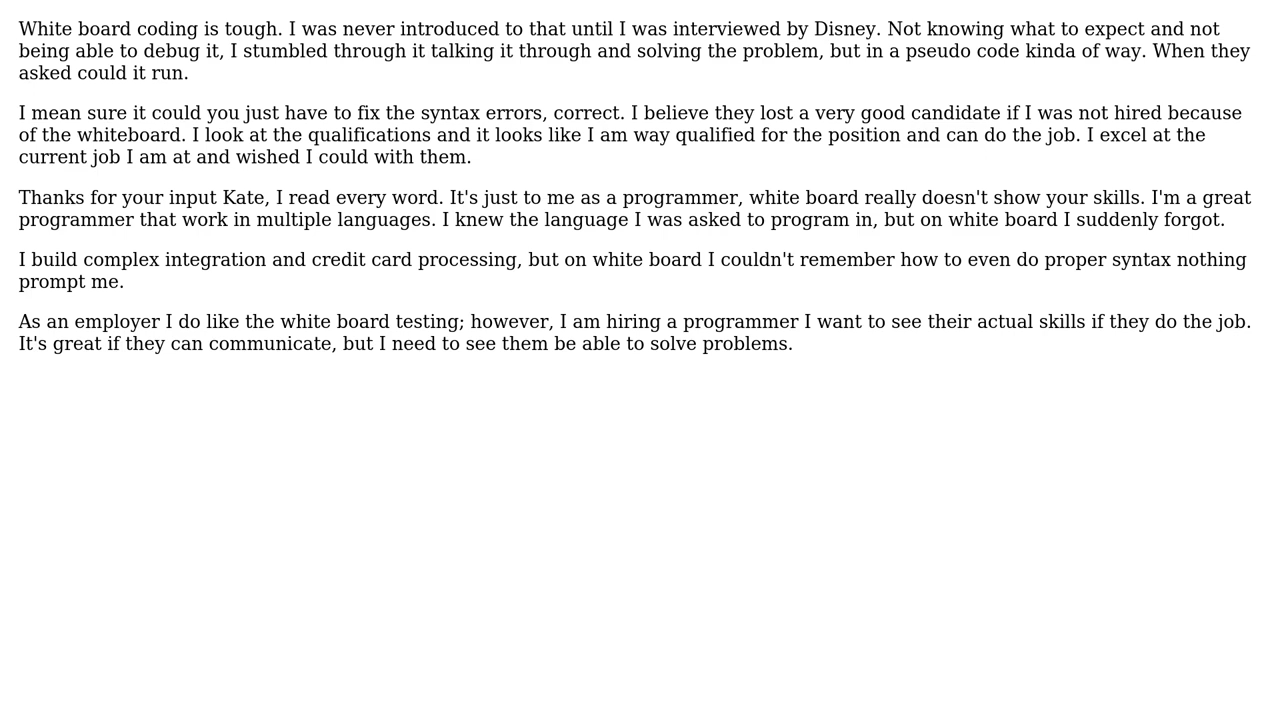 White board coding is tough. I was never introduced to that until I was interviewed by Disney. Not knowing what to expect and not
being able to debug it, I stumbled through it talking it through and solving the problem, but in a pseudo code kinda of way. When they
asked could it run.
I mean sure it could you just have to fix the syntax errors, correct. I believe they lost a very good candidate if I was not hired because
of the whiteboard. I look at the qualifications and it looks like I am way qualified for the position and can do the job. I excel at the
current job I am at and wished I could with them.
Thanks for your input Kate, I read every word. It's just to me as a programmer, white board really doesn't show your skills. I'm a great
programmer that work in multiple languages. I knew the language I was asked to program in, but on white board I suddenly forgot.
I build complex integration and credit card processing, but on white board I couldn't remember how to even do proper syntax nothing
prompt me.
As an employer I do like the white board testing; however, I am hiring a programmer I want to see their actual skills if they do the job.
It's great if they can communicate, but I need to see them be able to solve problems.